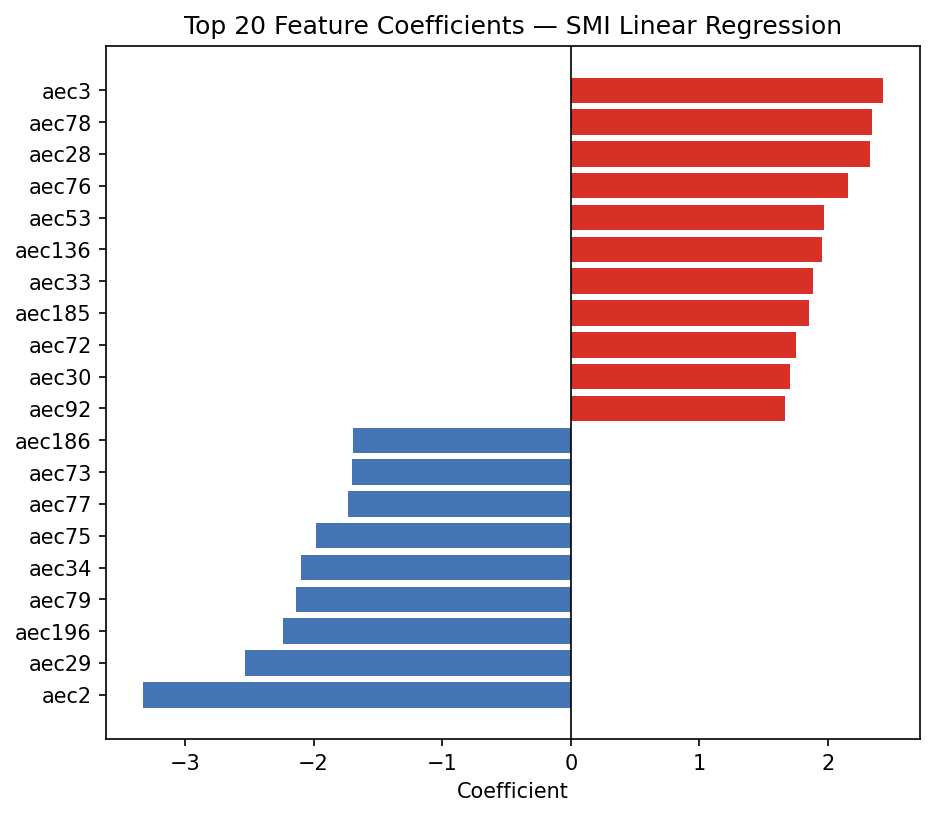 Top 20 Feature Coefficients — SMI Linear Regression
aec3
aec78
aec28
aec76
aec53
aec136
aec33
aec185
aec72
aec30
aec92
aec186
aec73
aec77
aec75
aec34
aec79
aec196
aec29
aec2
−3 −2 −1 0 1 2
Coefficient